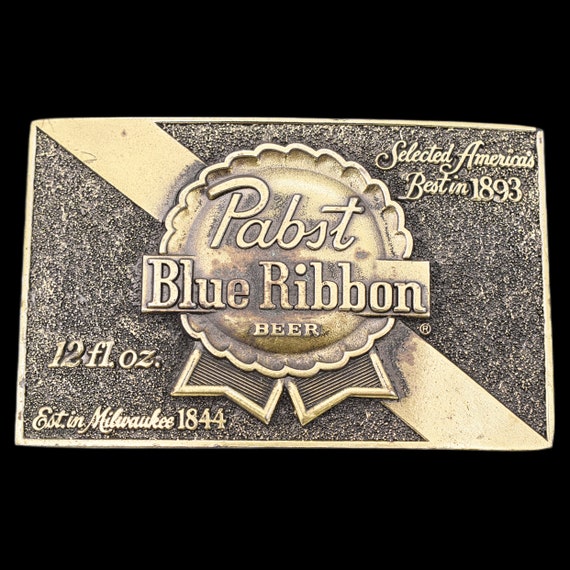 Selected America's
Best in 1893
Pabst
Blue Ribbon
BEER
®
12 fl. oz.
Est. in Milwaukee 1844